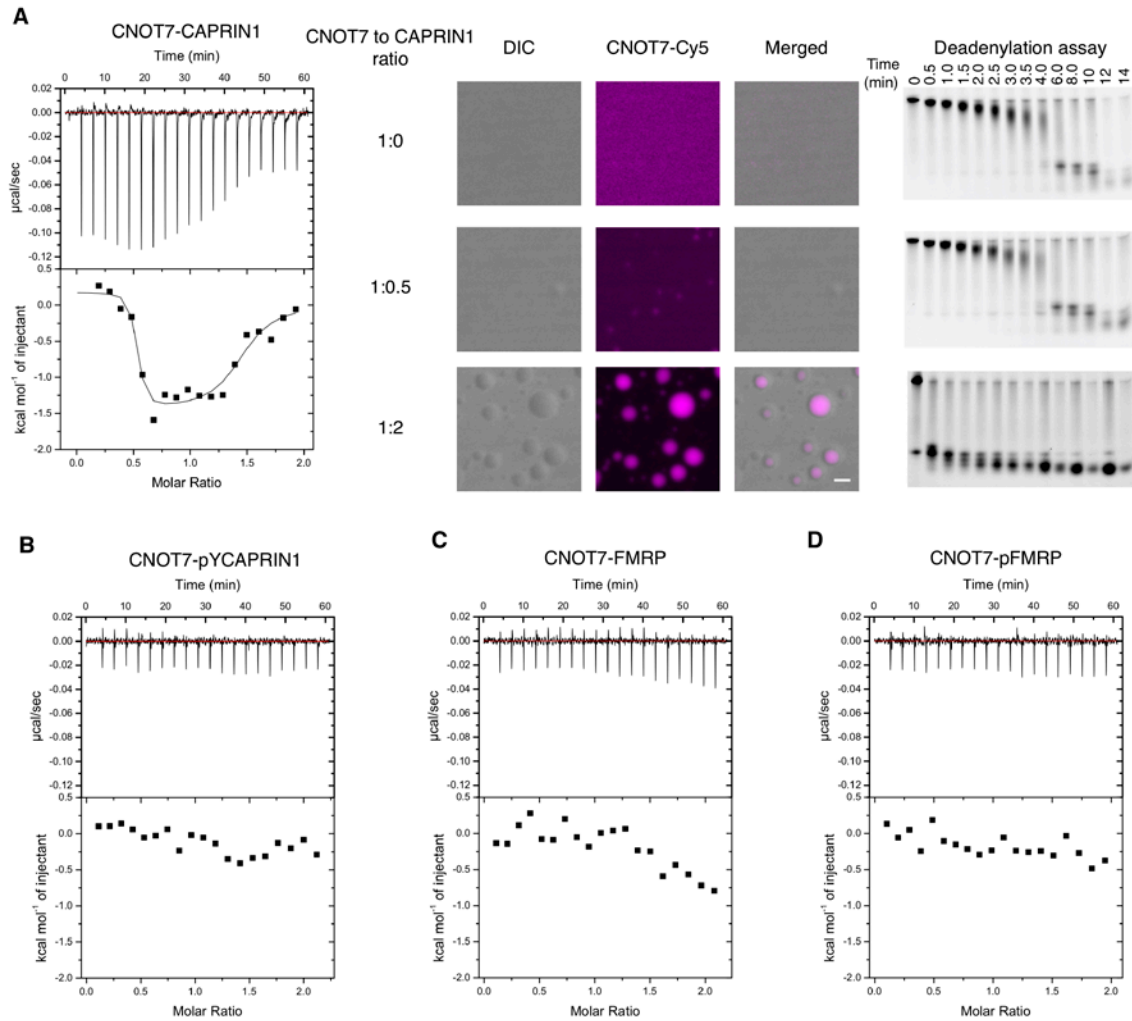 A
CNOT7-CAPRIN1
Time (min)
0 10 20 30 40 50 60
0.02
0.00
-0.02
-0.04
-0.06
-0.08
-0.10
-0.12
µcal/sec
0.5
0.0
-0.5
-1.0
-1.5
-2.0
kcal mol⁻¹ of injectant
0.0 0.5 1.0 1.5 2.0
Molar Ratio
CNOT7 to CAPRIN1
ratio
DIC
CNOT7-Cy5
Merged
1:0
1:0.5
1:2
Deadenylation assay
Time
(min)
0 0.5 1.0 1.5 2.0 2.5 3.0 3.5 4.0 6.0 8.0 10 12 14
B
CNOT7-pYCAPRIN1
Time (min)
0 10 20 30 40 50 60
0.02
0.00
-0.02
-0.04
-0.06
-0.08
-0.10
-0.12
µcal/sec
0.5
0.0
-0.5
-1.0
-1.5
-2.0
kcal mol⁻¹ of injectant
0.0 0.5 1.0 1.5 2.0
Molar Ratio
C
CNOT7-FMRP
Time (min)
0 10 20 30 40 50 60
0.02
0.00
-0.02
-0.04
-0.06
-0.08
-0.10
-0.12
µcal/sec
0.5
0.0
-0.5
-1.0
-1.5
-2.0
kcal mol⁻¹ of injectant
0.0 0.5 1.0 1.5 2.0
Molar Ratio
D
CNOT7-pFMRP
Time (min)
0 10 20 30 40 50 60
0.02
0.00
-0.02
-0.04
-0.06
-0.08
-0.10
-0.12
µcal/sec
0.5
0.0
-0.5
-1.0
-1.5
-2.0
kcal mol⁻¹ of injectant
0.0 0.5 1.0 1.5 2.0
Molar Ratio